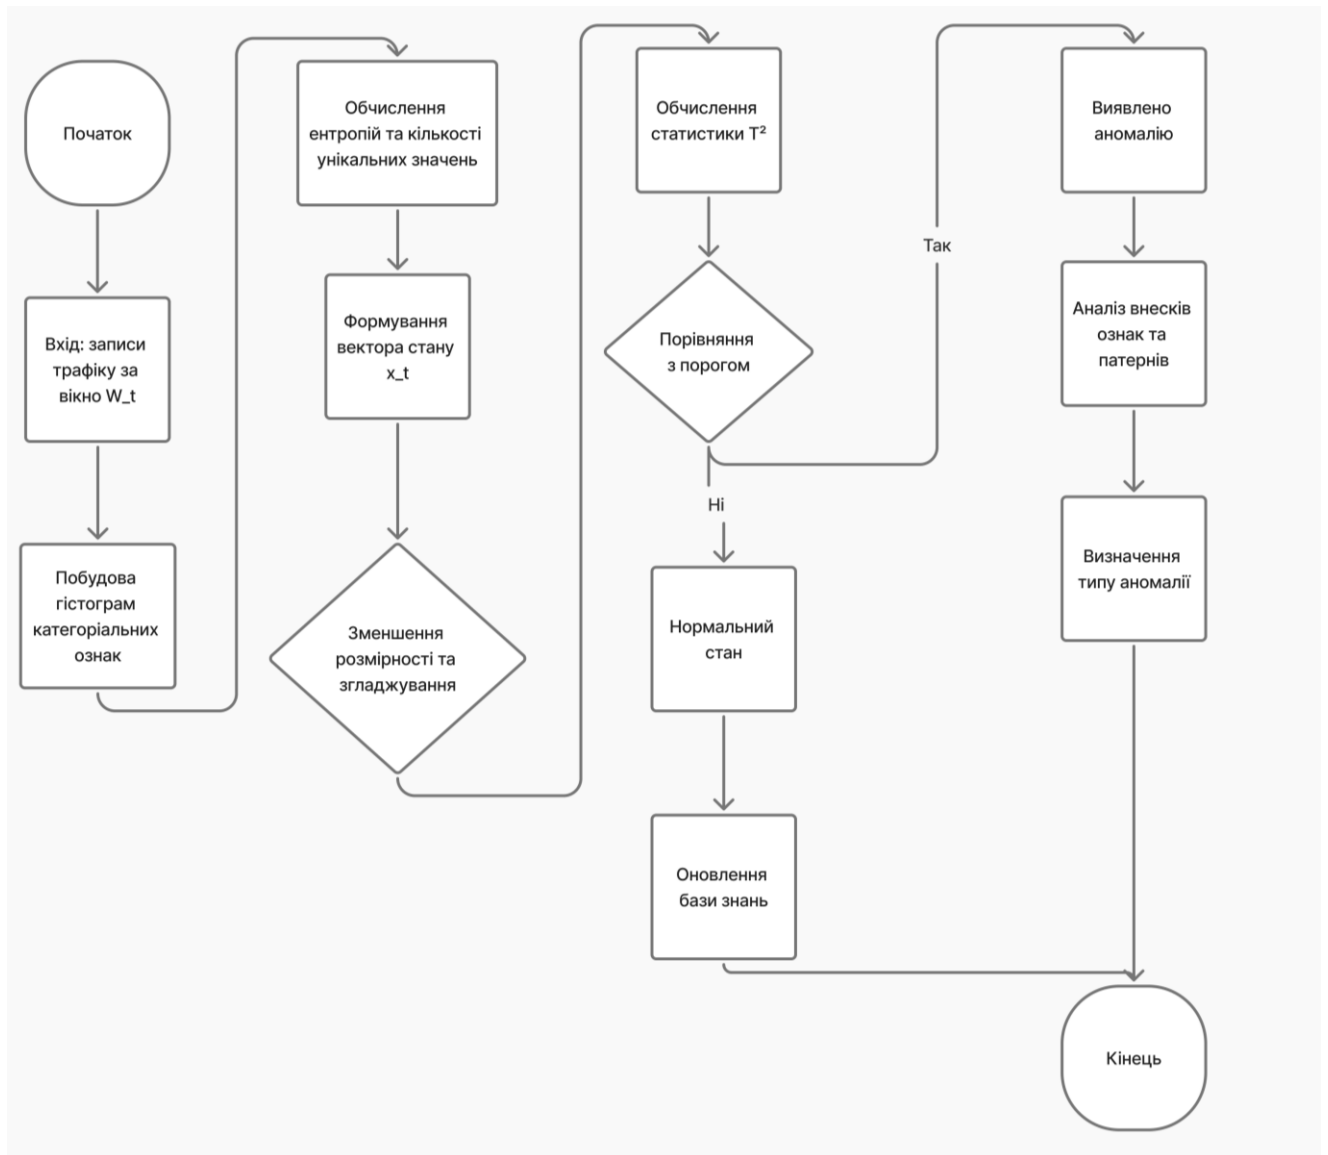 Початок
Вхід: записи
трафіку за
вікно W_t
Побудова
гістограм
категоріальних
ознак
Обчислення
ентропій та кількості
унікальних значень
Формування
вектора стану
x_t
Зменшення
розмірності та
згладжування
Обчислення
статистики T²
Порівняння
з порогом
Ні
Нормальний
стан
Оновлення
бази знань
Так
Виявлено
аномалію
Аналіз внесків
ознак та
патернів
Визначення
типу аномалії
Кінець